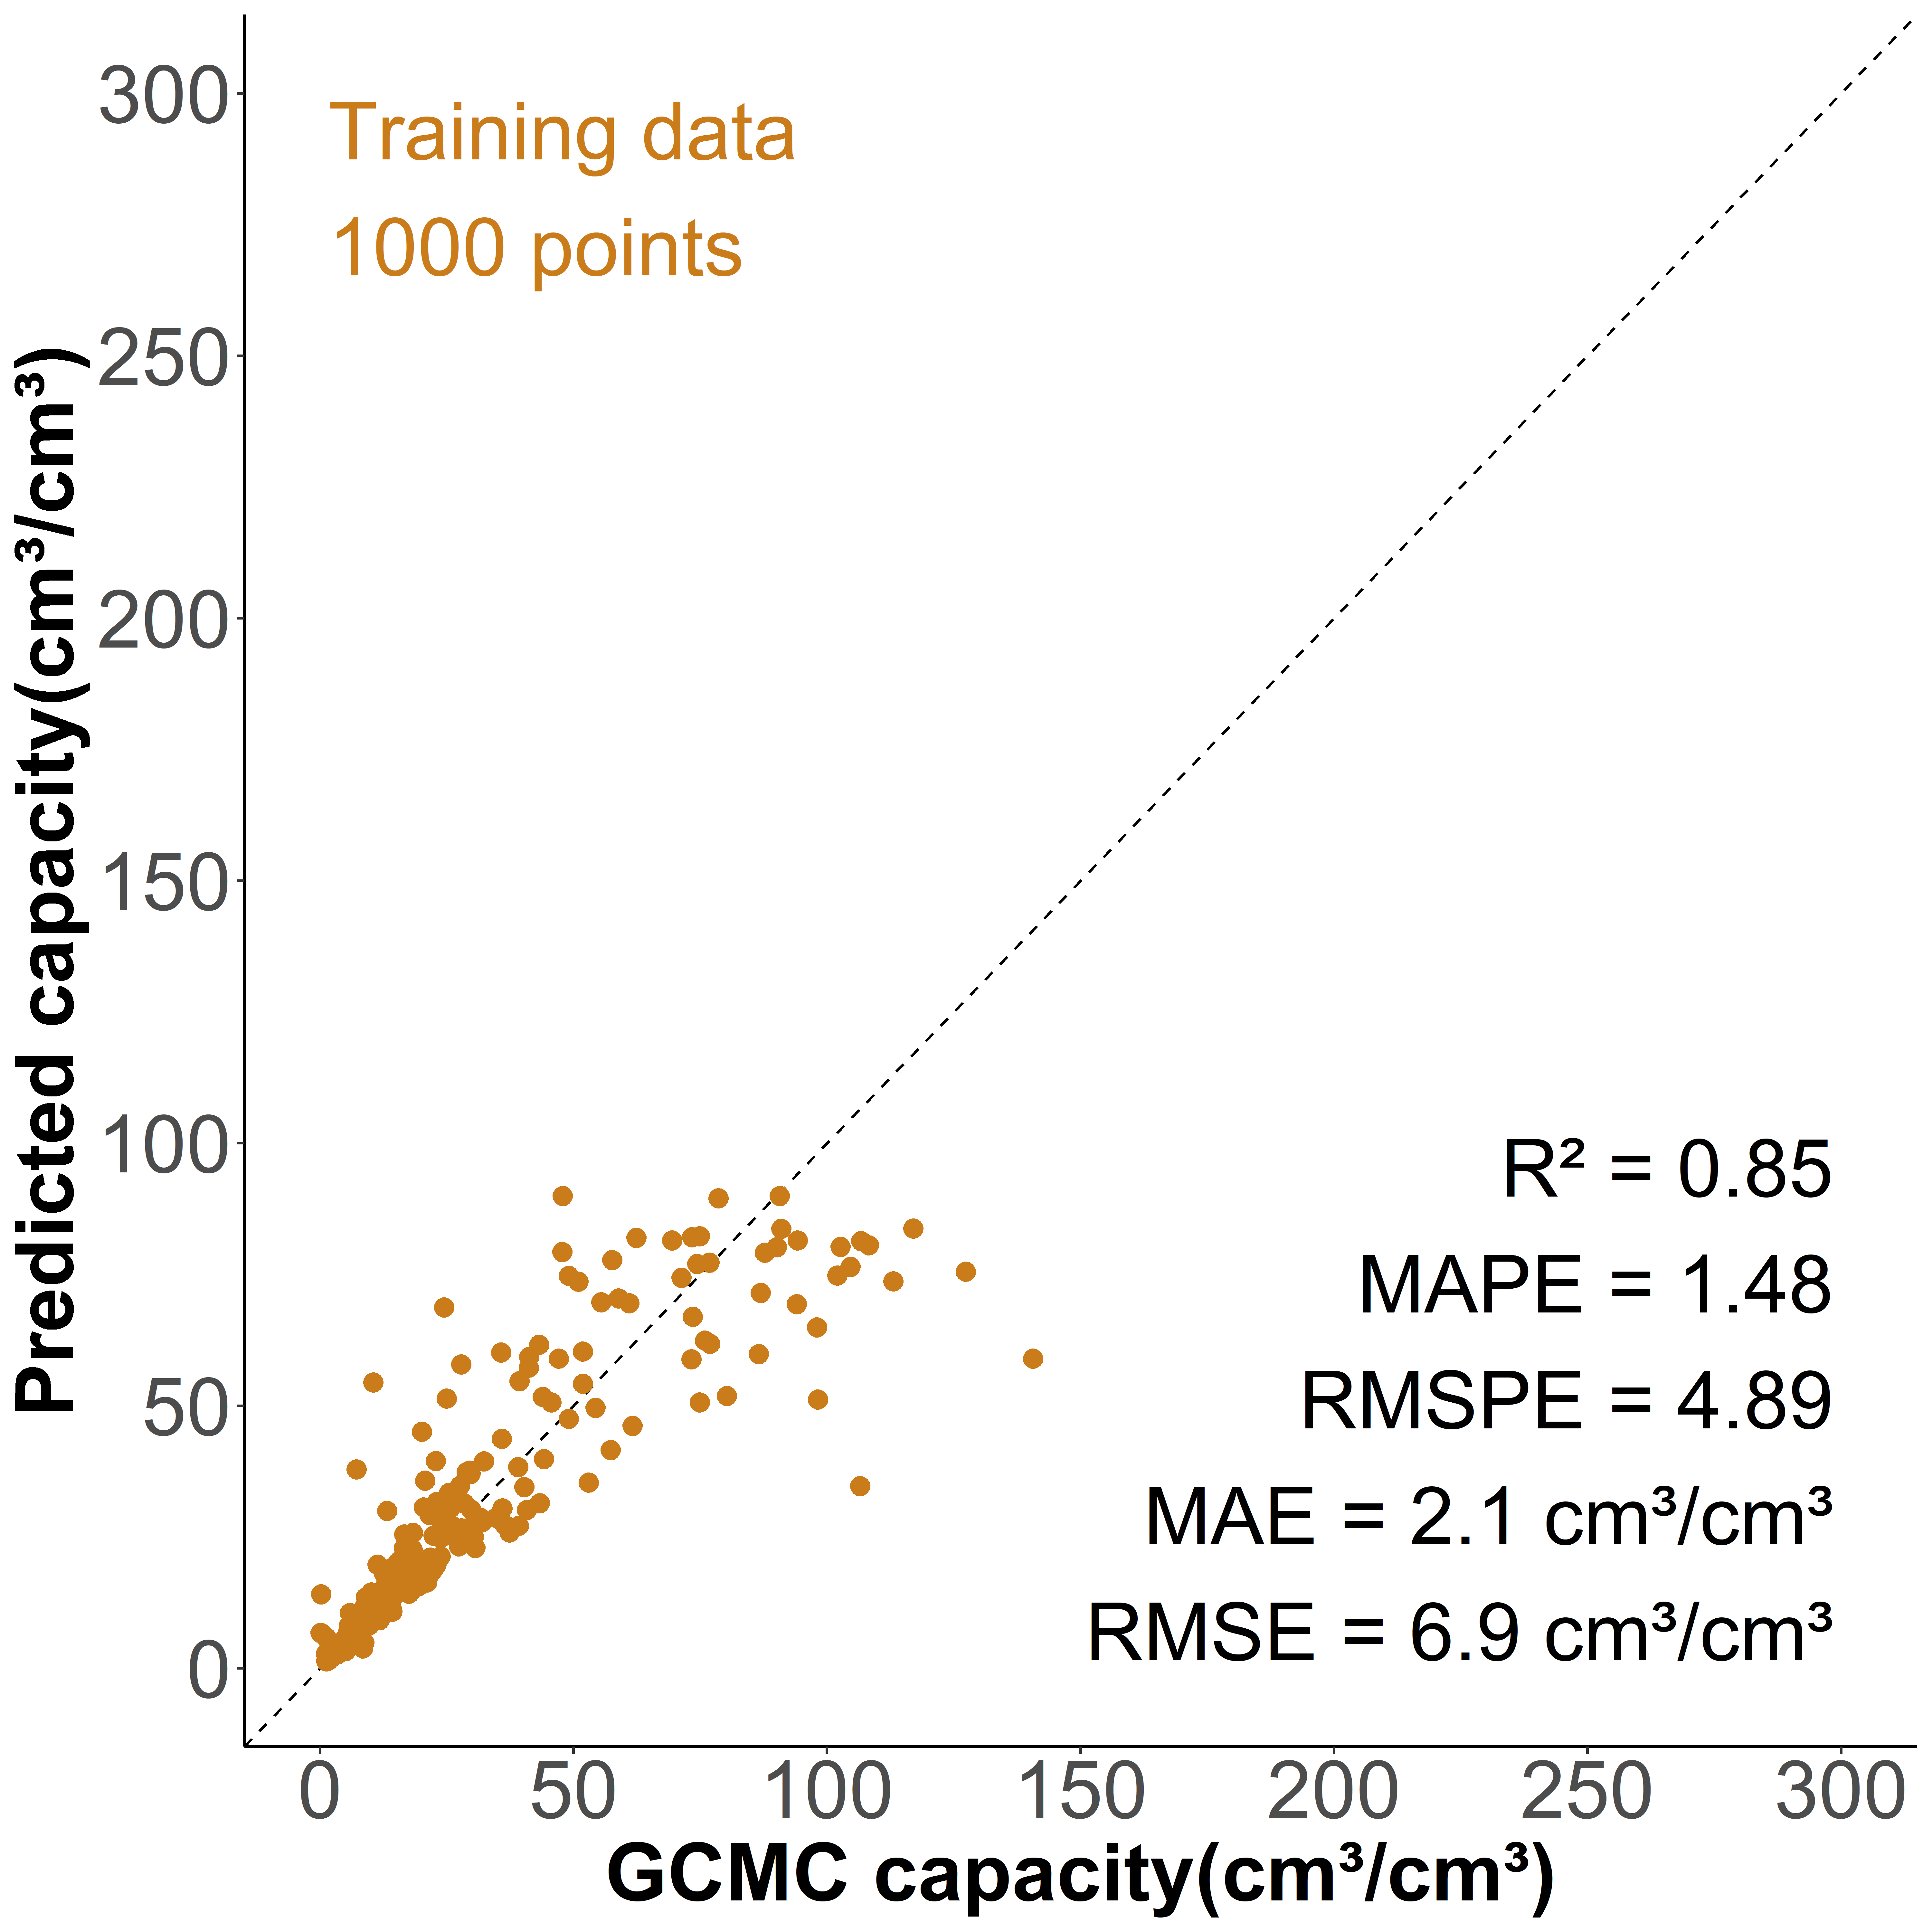 Training data
1000 points
300
250
200
150
100
50
0
Predicted capacity(cm³/cm³)
R² = 0.85
MAPE = 1.48
RMSPE = 4.89
MAE = 2.1 cm³/cm³
RMSE = 6.9 cm³/cm³
0 50 100 150 200 250 300
GCMC capacity(cm³/cm³)